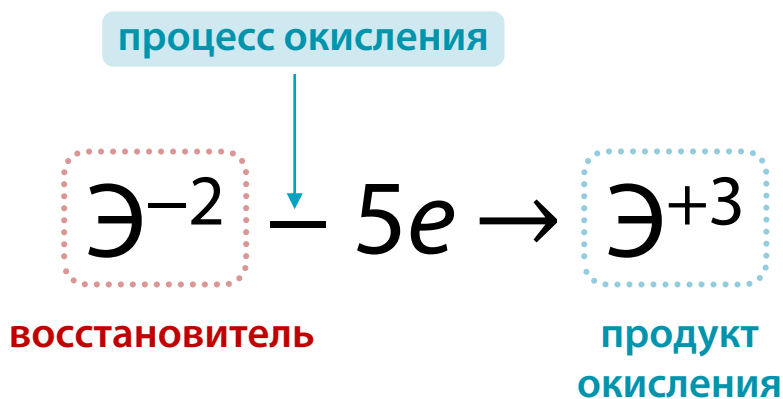 процесс окисления
Э⁻² – 5e → Э⁺³
восстановитель
продукт
окисления